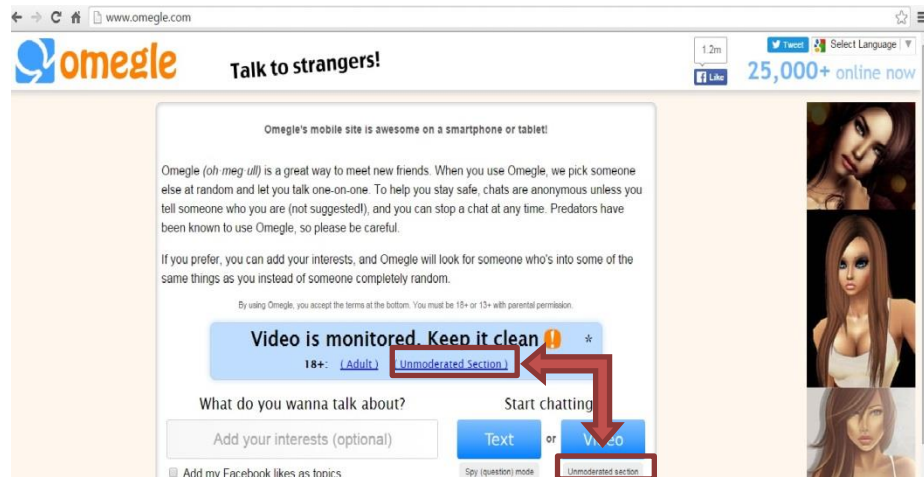 www.omegle.com
omegle
Talk to strangers!
1.2m
Like
Tweet
Select Language
25,000+ online now
Omegle's mobile site is awesome on a smartphone or tablet!
Omegle (oh·meg·ull) is a great way to meet new friends. When you use Omegle, we pick someone
else at random and let you talk one-on-one. To help you stay safe, chats are anonymous unless you
tell someone who you are (not suggested!), and you can stop a chat at any time. Predators have
been known to use Omegle, so please be careful.
If you prefer, you can add your interests, and Omegle will look for someone who's into some of the
same things as you instead of someone completely random.
By using Omegle, you accept the terms at the bottom. You must be 18+ or 13+ with parental permission.
Video is monitored. Keep it clean ! *
18+: (Adult) (Unmoderated Section)
What do you wanna talk about?
Start chatting
Add your interests (optional)
Text or Video
Add my Facebook likes as topics
Spy (question) mode
Unmoderated section